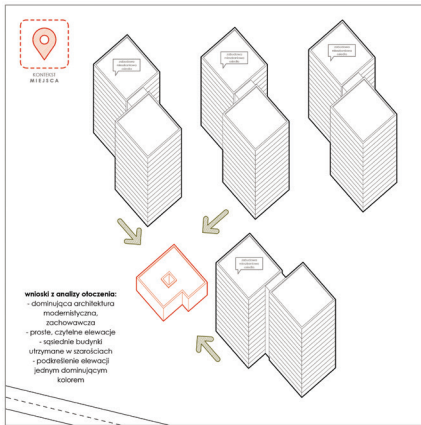 KONTEKST
MIEJSCA
wnioski z analizy otoczenia:
- dominująca architektura
modernistyczna,
zachowawcza
- proste, czytelne elewacje
- sąsiednie budynki
utrzymane w szarościach
- podkreślenie elewacji
jednym dominującym
kolorem